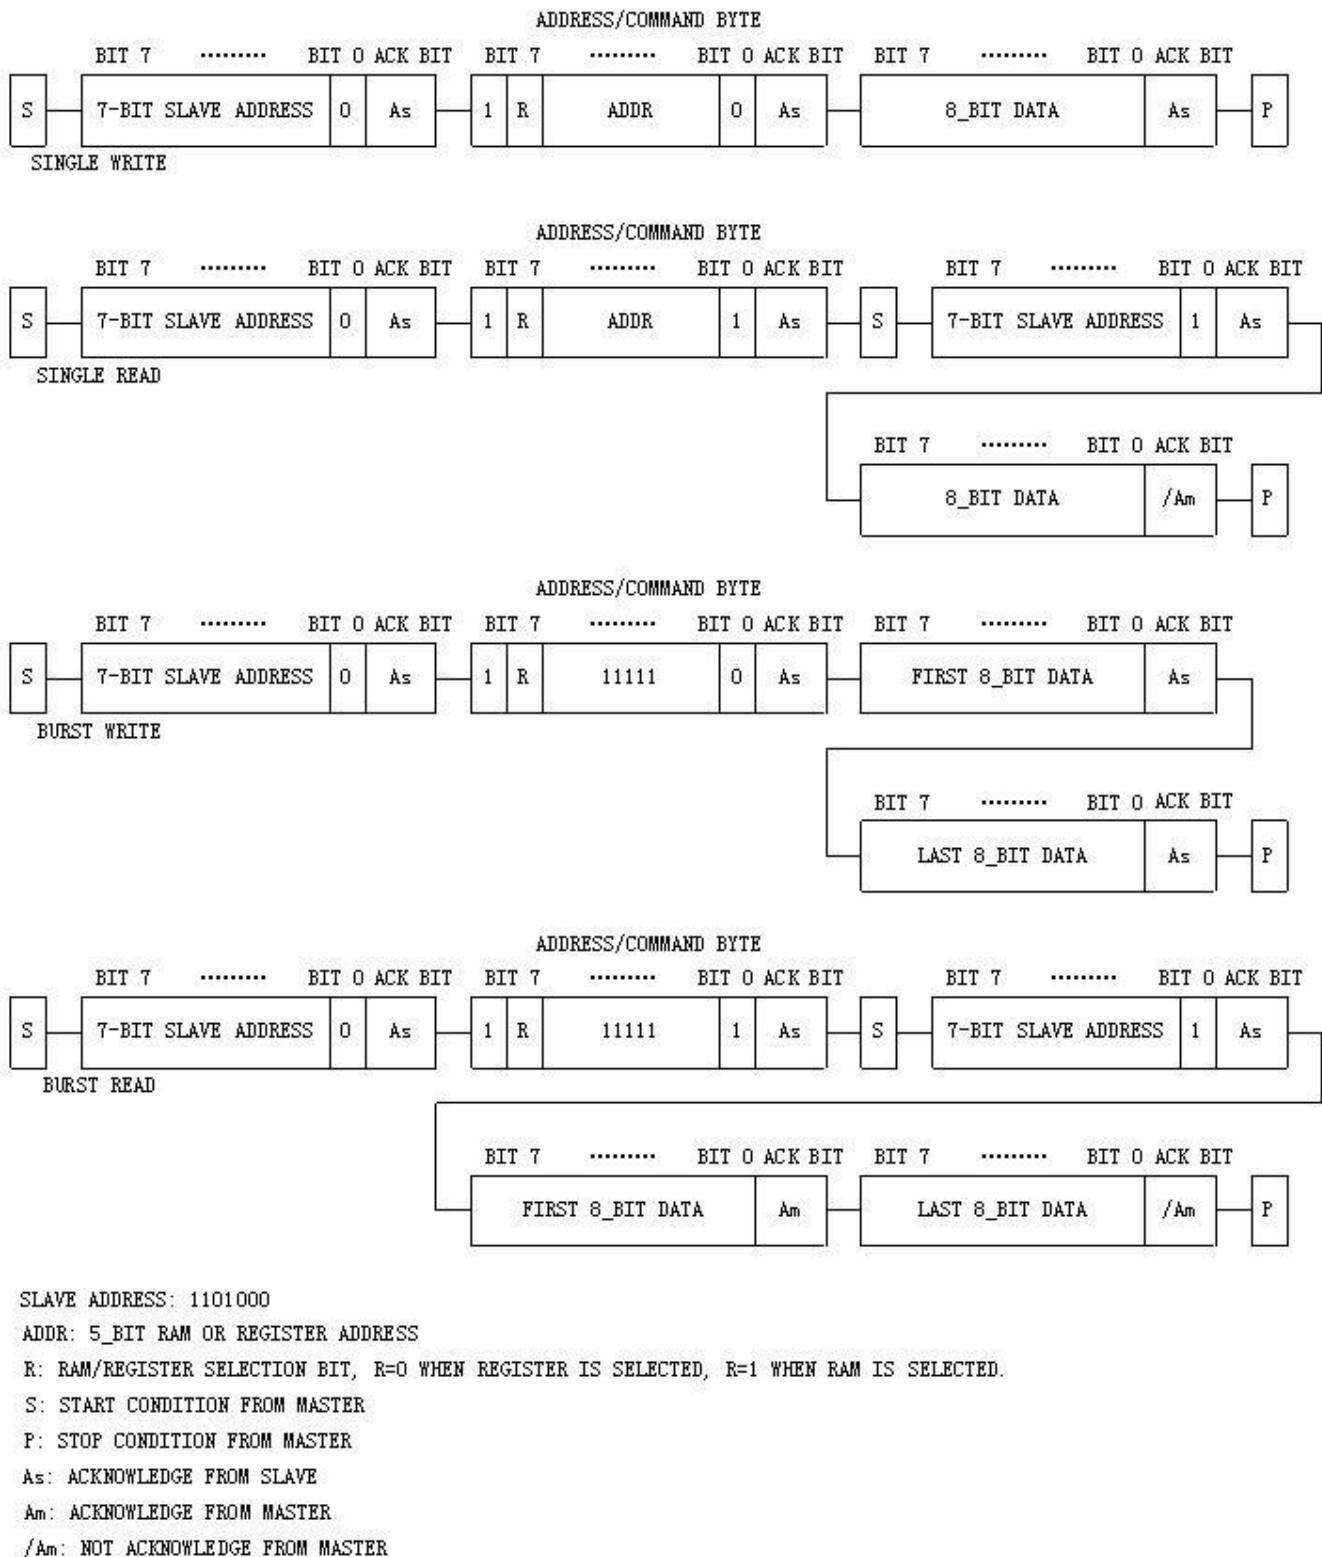 ADDRESS/COMMAND BYTE
BIT 7 ········· BIT 0 ACK BIT BIT 7 ········· BIT 0 ACK BIT BIT 7 ········· BIT 0 ACK BIT
S 7-BIT SLAVE ADDRESS 0 As 1 R ADDR 0 As 8_BIT DATA As P
SINGLE WRITE
ADDRESS/COMMAND BYTE
BIT 7 ········· BIT 0 ACK BIT BIT 7 ········· BIT 0 ACK BIT BIT 7 ········· BIT 0 ACK BIT
S 7-BIT SLAVE ADDRESS 0 As 1 R ADDR 1 As S 7-BIT SLAVE ADDRESS 1 As
SINGLE READ
BIT 7 ········· BIT 0 ACK BIT
8_BIT DATA /Am P
ADDRESS/COMMAND BYTE
BIT 7 ········· BIT 0 ACK BIT BIT 7 ········· BIT 0 ACK BIT BIT 7 ········· BIT 0 ACK BIT
S 7-BIT SLAVE ADDRESS 0 As 1 R 11111 0 As FIRST 8_BIT DATA As
BURST WRITE
BIT 7 ········· BIT 0 ACK BIT
LAST 8_BIT DATA As P
ADDRESS/COMMAND BYTE
BIT 7 ········· BIT 0 ACK BIT BIT 7 ········· BIT 0 ACK BIT BIT 7 ········· BIT 0 ACK BIT
S 7-BIT SLAVE ADDRESS 0 As 1 R 11111 1 As S 7-BIT SLAVE ADDRESS 1 As
BURST READ
BIT 7 ········· BIT 0 ACK BIT BIT 7 ········· BIT 0 ACK BIT
FIRST 8_BIT DATA Am LAST 8_BIT DATA /Am P
SLAVE ADDRESS: 1101000
ADDR: 5_BIT RAM OR REGISTER ADDRESS
R: RAM/REGISTER SELECTION BIT, R=0 WHEN REGISTER IS SELECTED, R=1 WHEN RAM IS SELECTED.
S: START CONDITION FROM MASTER
P: STOP CONDITION FROM MASTER
As: ACKNOWLEDGE FROM SLAVE
Am: ACKNOWLEDGE FROM MASTER
/Am: NOT ACKNOWLEDGE FROM MASTER